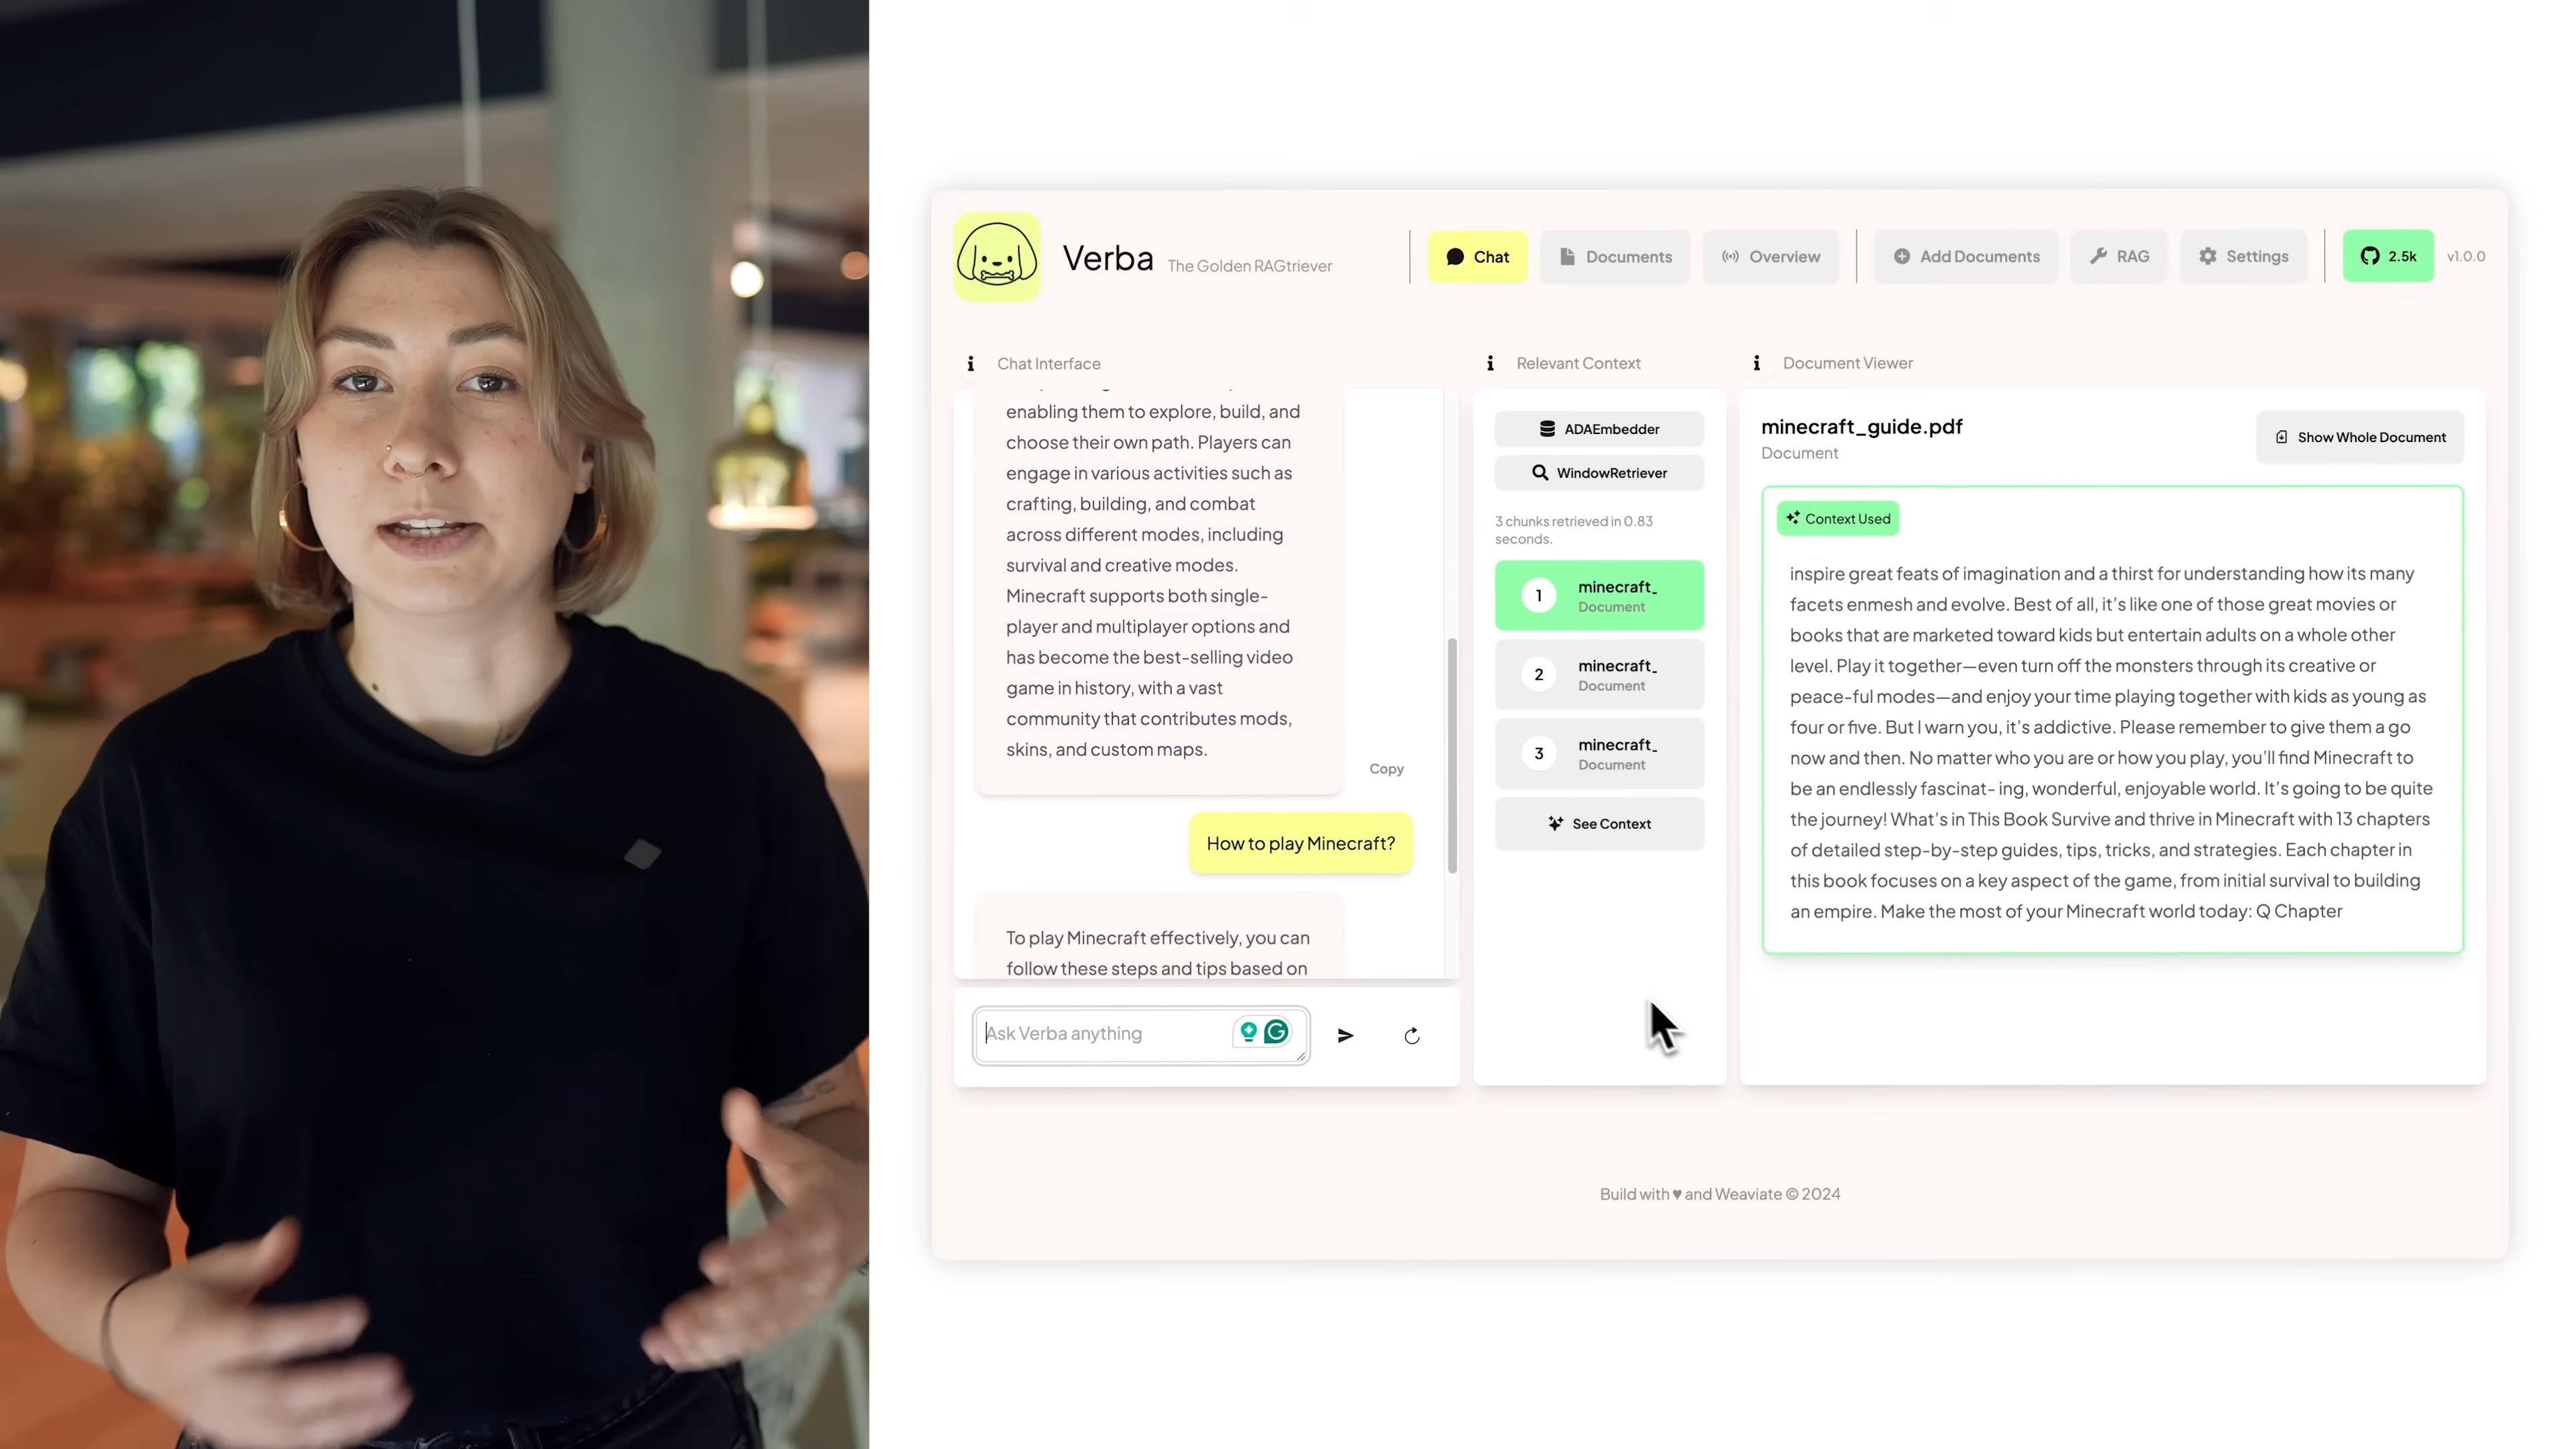 Verba
The Golden RAGtriever
Chat
Documents
Overview
Add Documents
RAG
Settings
2.5k
v1.0.0
Chat Interface
enabling them to explore, build, and
choose their own path. Players can
engage in various activities such as
crafting, building, and combat
across different modes, including
survival and creative modes.
Minecraft supports both single-
player and multiplayer options and
has become the best-selling video
game in history, with a vast
community that contributes mods,
skins, and custom maps.
Copy
How to play Minecraft?
To play Minecraft effectively, you can
follow these steps and tips based on
Ask Verba anything
Relevant Context
ADAEmbedder
WindowRetriever
3 chunks retrieved in 0.83
seconds.
1
minecraft_
Document
2
minecraft_
Document
3
minecraft_
Document
See Context
Document Viewer
minecraft_guide.pdf
Document
Show Whole Document
Context Used
inspire great feats of imagination and a thirst for understanding how its many
facets enmesh and evolve. Best of all, it's like one of those great movies or
books that are marketed toward kids but entertain adults on a whole other
level. Play it together—even turn off the monsters through its creative or
peace-ful modes—and enjoy your time playing together with kids as young as
four or five. But I warn you, it's addictive. Please remember to give them a go
now and then. No matter who you are or how you play, you'll find Minecraft to
be an endlessly fascinat- ing, wonderful, enjoyable world. It's going to be quite
the journey! What's in This Book Survive and thrive in Minecraft with 13 chapters
of detailed step-by-step guides, tips, tricks, and strategies. Each chapter in
this book focuses on a key aspect of the game, from initial survival to building
an empire. Make the most of your Minecraft world today: Q Chapter
Build with ♥ and Weaviate © 2024